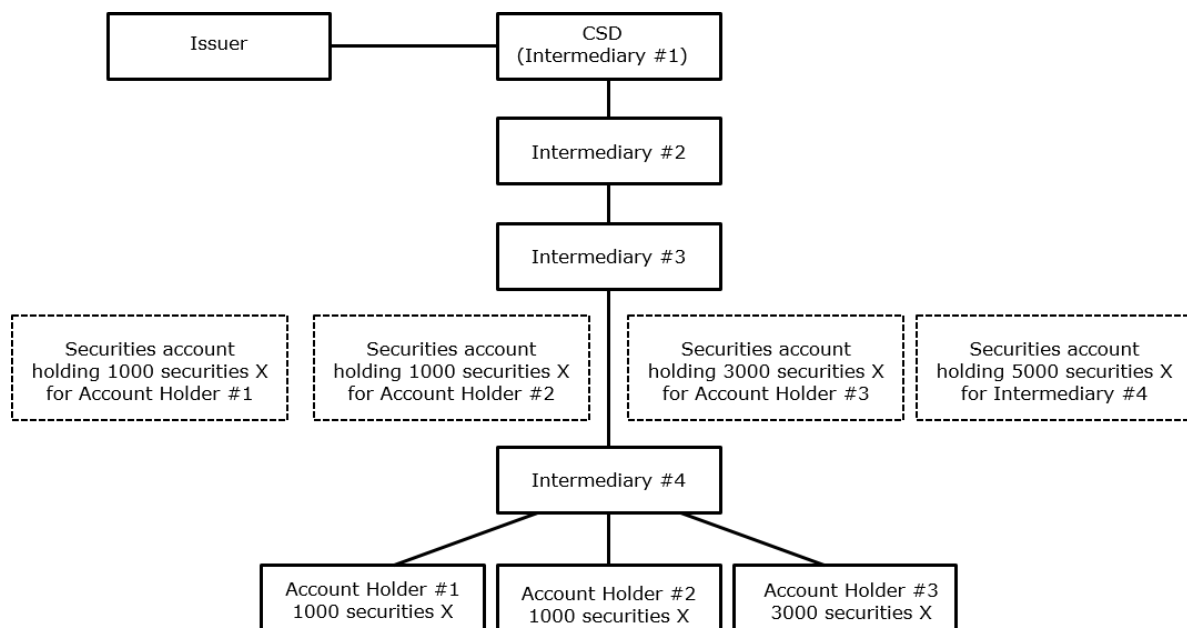 Issuer
CSD
(Intermediary #1)
Intermediary #2
Intermediary #3
Securities account
holding 1000 securities X
for Account Holder #1
Securities account
holding 1000 securities X
for Account Holder #2
Securities account
holding 3000 securities X
for Account Holder #3
Securities account
holding 5000 securities X
for Intermediary #4
Intermediary #4
Account Holder #1
1000 securities X
Account Holder #2
1000 securities X
Account Holder #3
3000 securities X